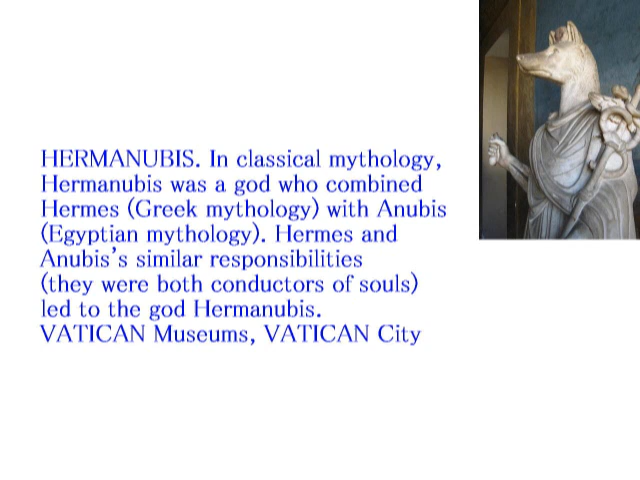 HERMANUBIS. In classical mythology,
Hermanubis was a god who combined
Hermes (Greek mythology) with Anubis
(Egyptian mythology). Hermes and
Anubis's similar responsibilities
(they were both conductors of souls)
led to the god Hermanubis.
VATICAN Museums, VATICAN City